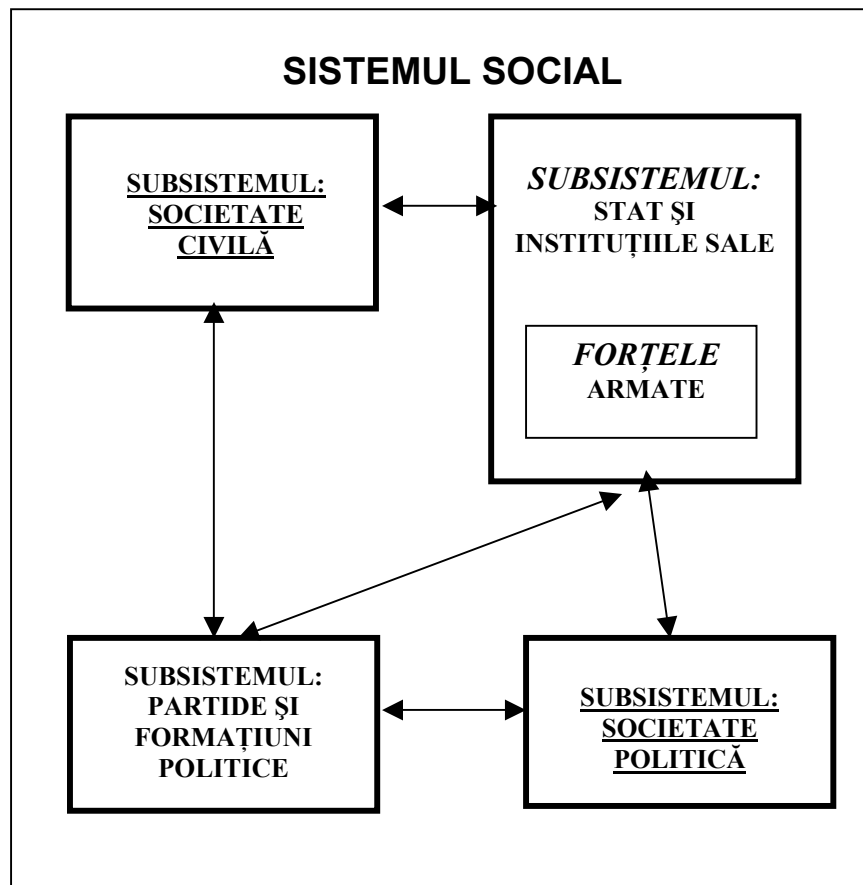 SISTEMUL SOCIAL
SUBSISTEMUL:
SOCIETATE
CIVILĂ
SUBSISTEMUL:
STAT ŞI
INSTITUȚIILE SALE
FORȚELE
ARMATE
SUBSISTEMUL:
PARTIDE ŞI
FORMAȚIUNI
POLITICE
SUBSISTEMUL:
SOCIETATE
POLITICĂ